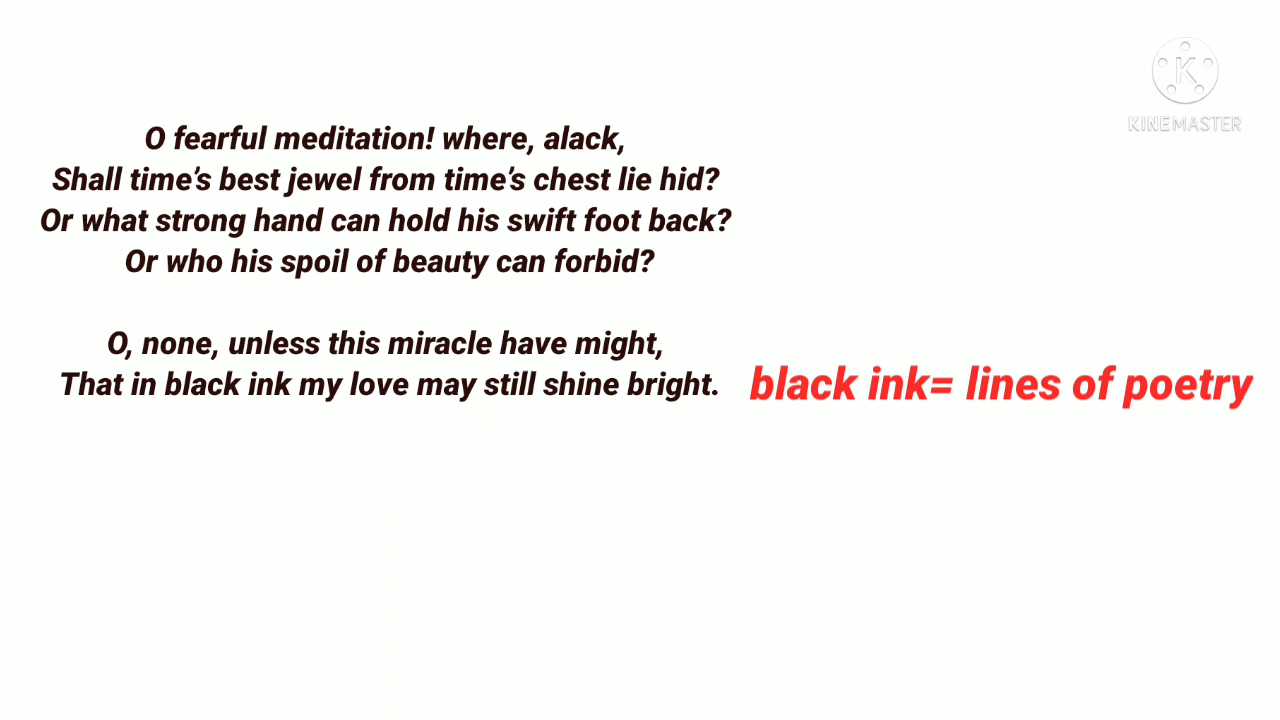 KINEMASTER
O fearful meditation! where, alack,
Shall time’s best jewel from time’s chest lie hid?
Or what strong hand can hold his swift foot back?
Or who his spoil of beauty can forbid?
O, none, unless this miracle have might,
That in black ink my love may still shine bright.
black ink= lines of poetry